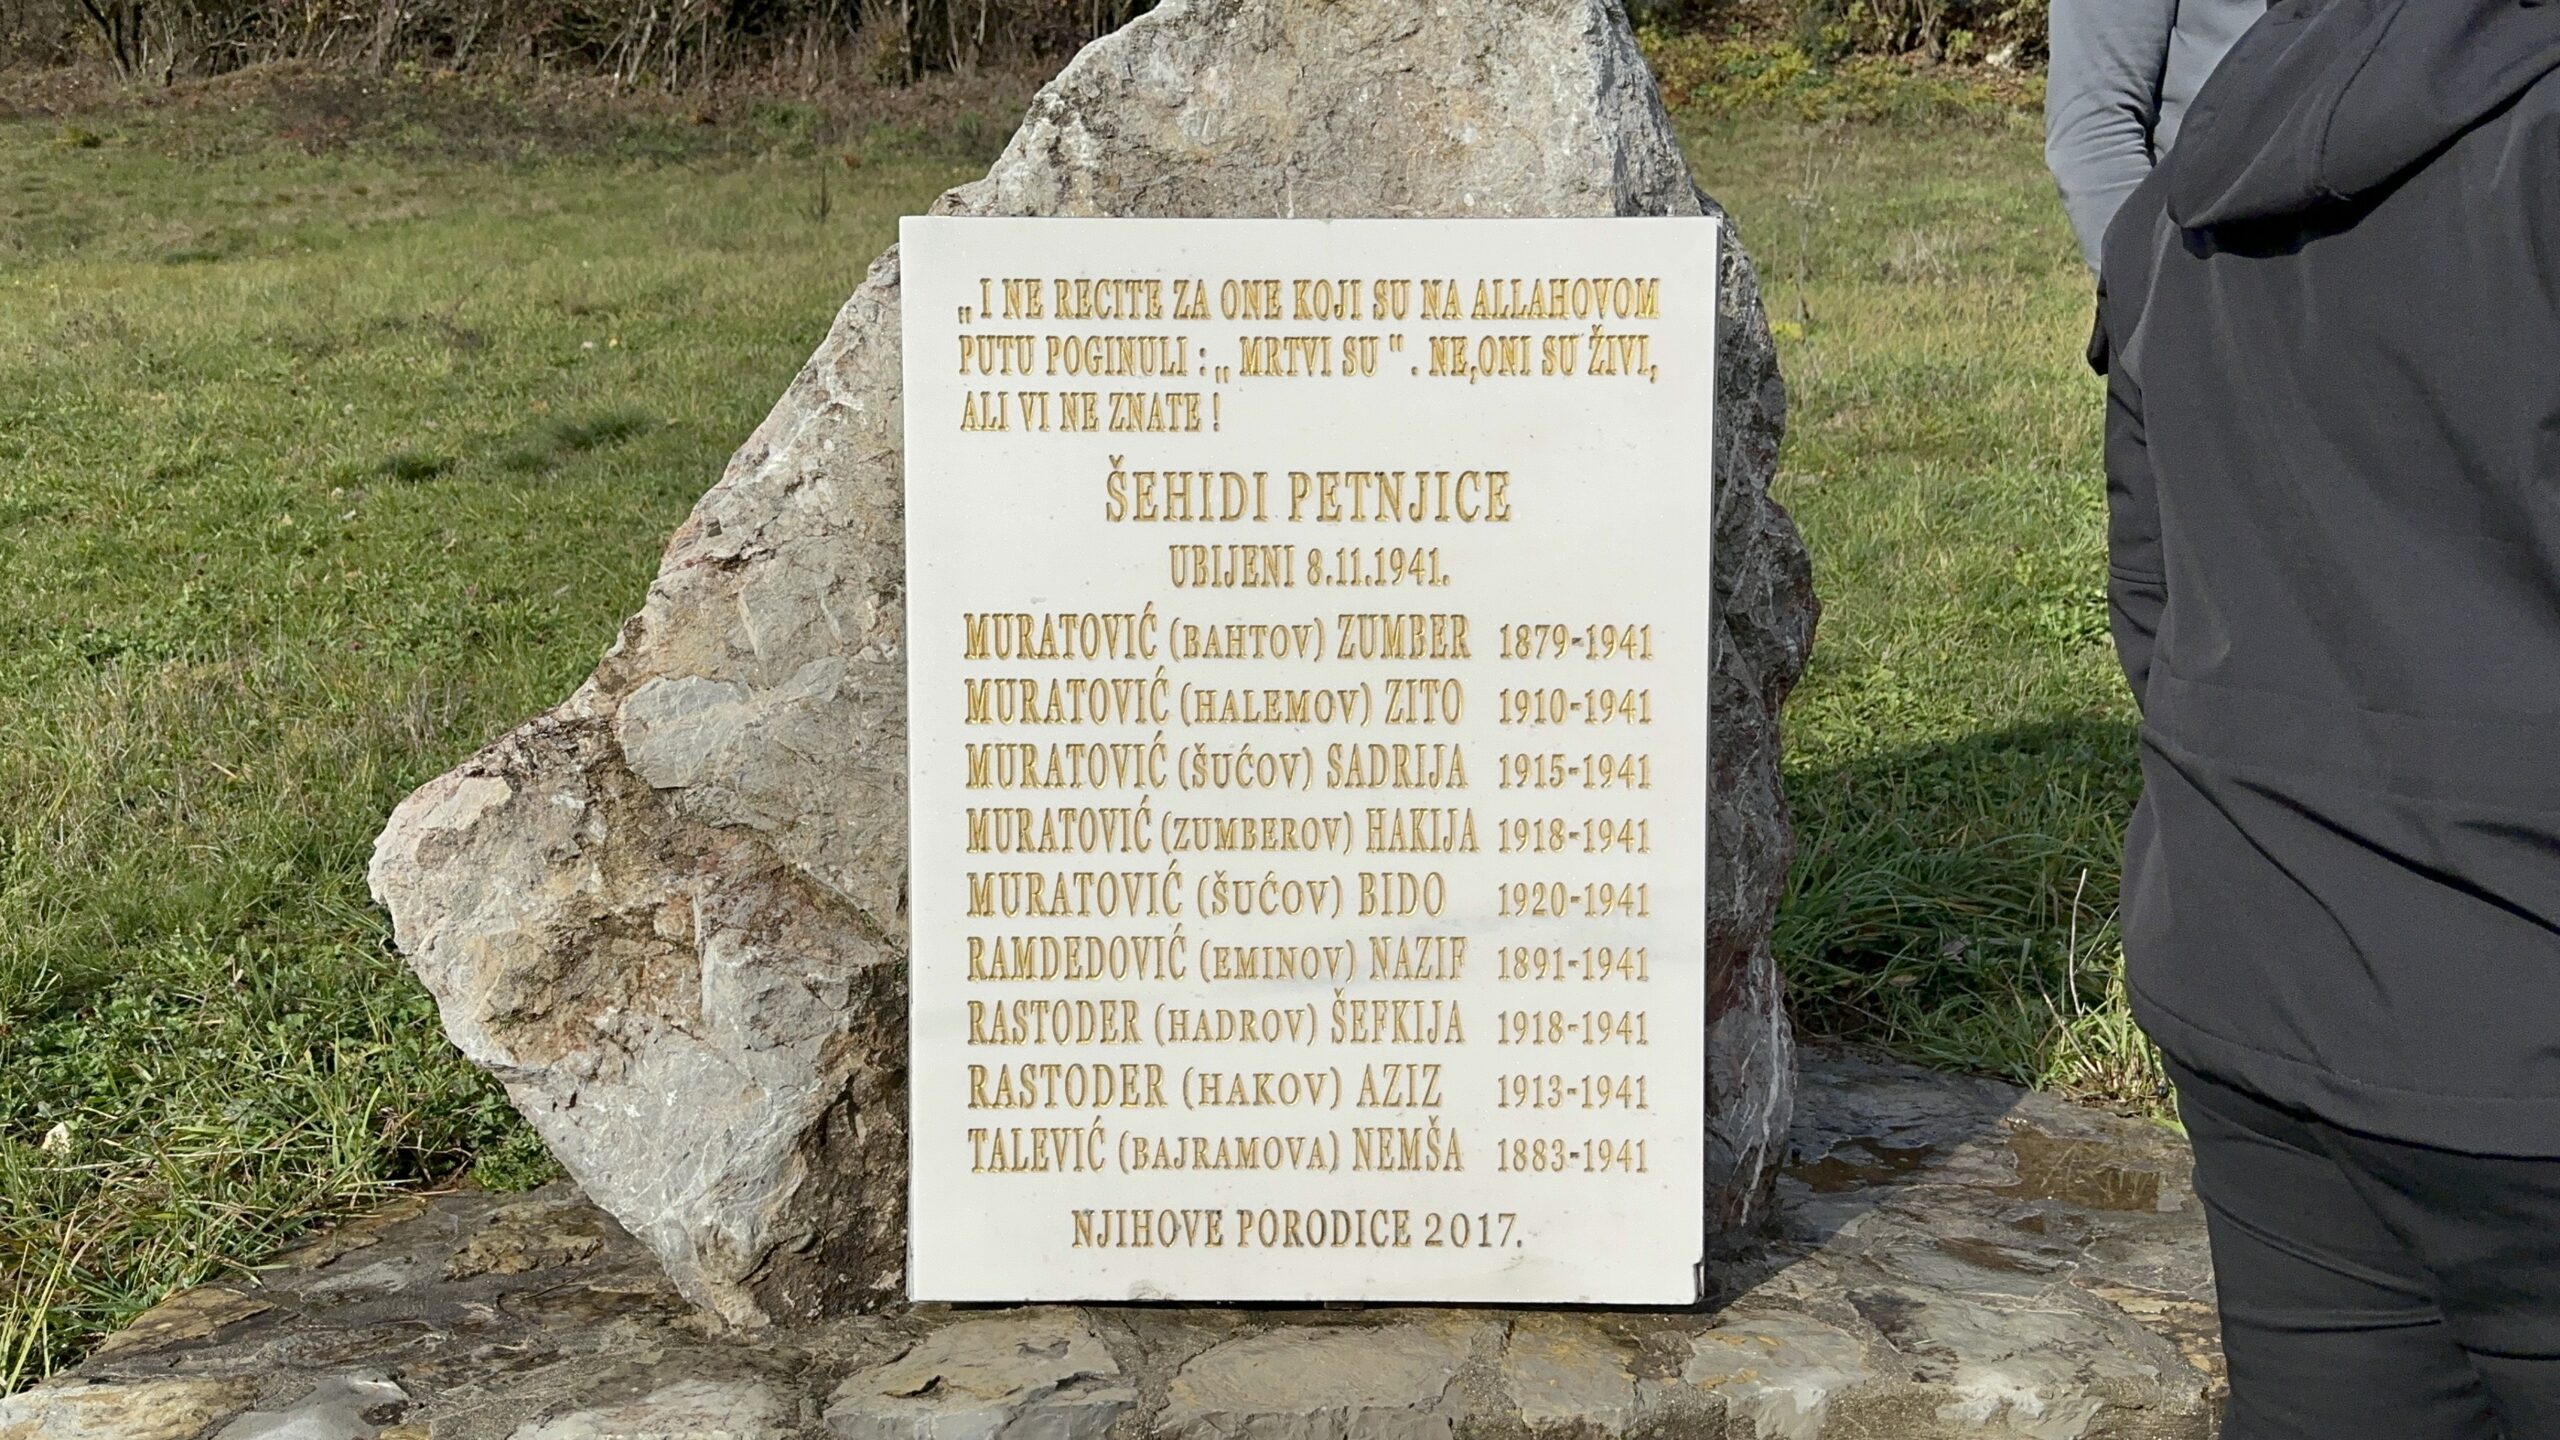 „ I NE RECITE ZA ONE KOJI SU NA ALLAHOVOM
PUTU POGINULI : „ MRTVI SU " . NE,ONI SU ŽIVI,
ALI VI NE ZNATE !
ŠEHIDI PETNJICE
UBIJENI 8.11.1941.
MURATOVIĆ (BAHTOV) ZUMBER 1879-1941
MURATOVIĆ (HALEMOV) ZITO 1910-1941
MURATOVIĆ (ŠUĆOV) SADRIJA 1915-1941
MURATOVIĆ (ZUMBEROV) HAKIJA 1918-1941
MURATOVIĆ (ŠUĆOV) BIDO 1920-1941
RAMDEDOVIĆ (EMINOV) NAZIF 1891-1941
RASTODER (HADROV) ŠEFKIJA 1918-1941
RASTODER (HAKOV) AZIZ 1913-1941
TALEVIĆ (BAJRAMOVA) NEMŠA 1883-1941
NJIHOVE PORODICE 2017.